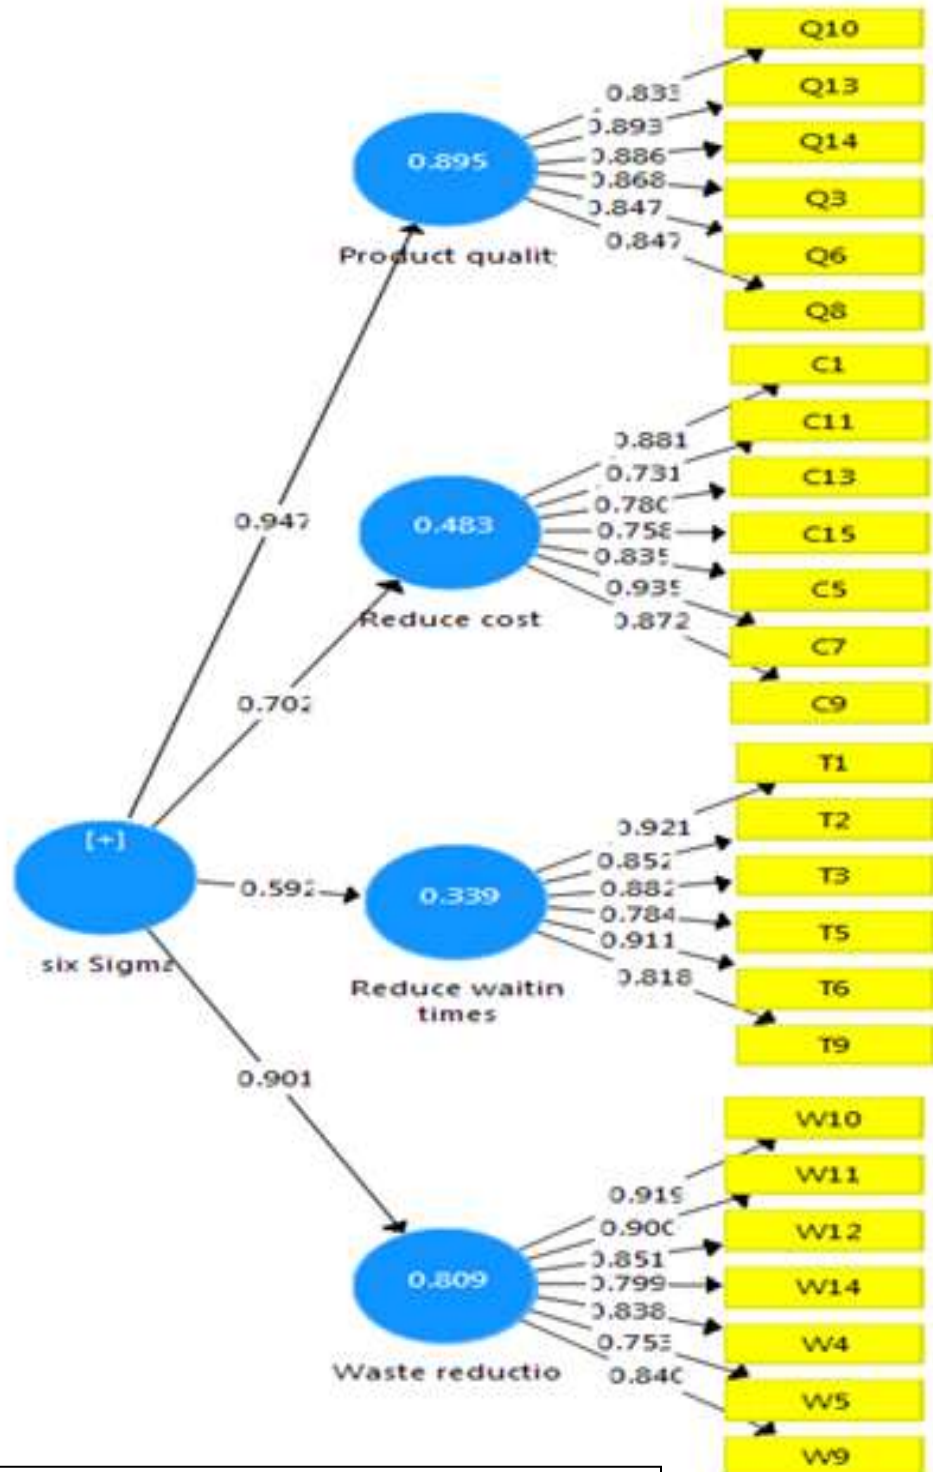 Q10
0.833
Q13
0.893
Q14
0.895
0.886
0.868
Q3
0.847
Q6
0.847
Product qualit
Q8
C1
C11
0.881
0.731
C13
0.780
0.947
0.483
0.758
C15
0.835
0.935
C5
0.872
Reduce cost
C7
C9
0.702
T1
T2
0.921
[+]
0.852
T3
0.592
0.339
0.882
0.784
T5
0.911
six Sigma
0.818
Reduce waitin
times
T6
T9
0.901
W10
W11
0.919
0.900
W12
0.851
0.809
0.799
W14
0.838
W4
0.753
Waste reductio
0.840
W5
W9